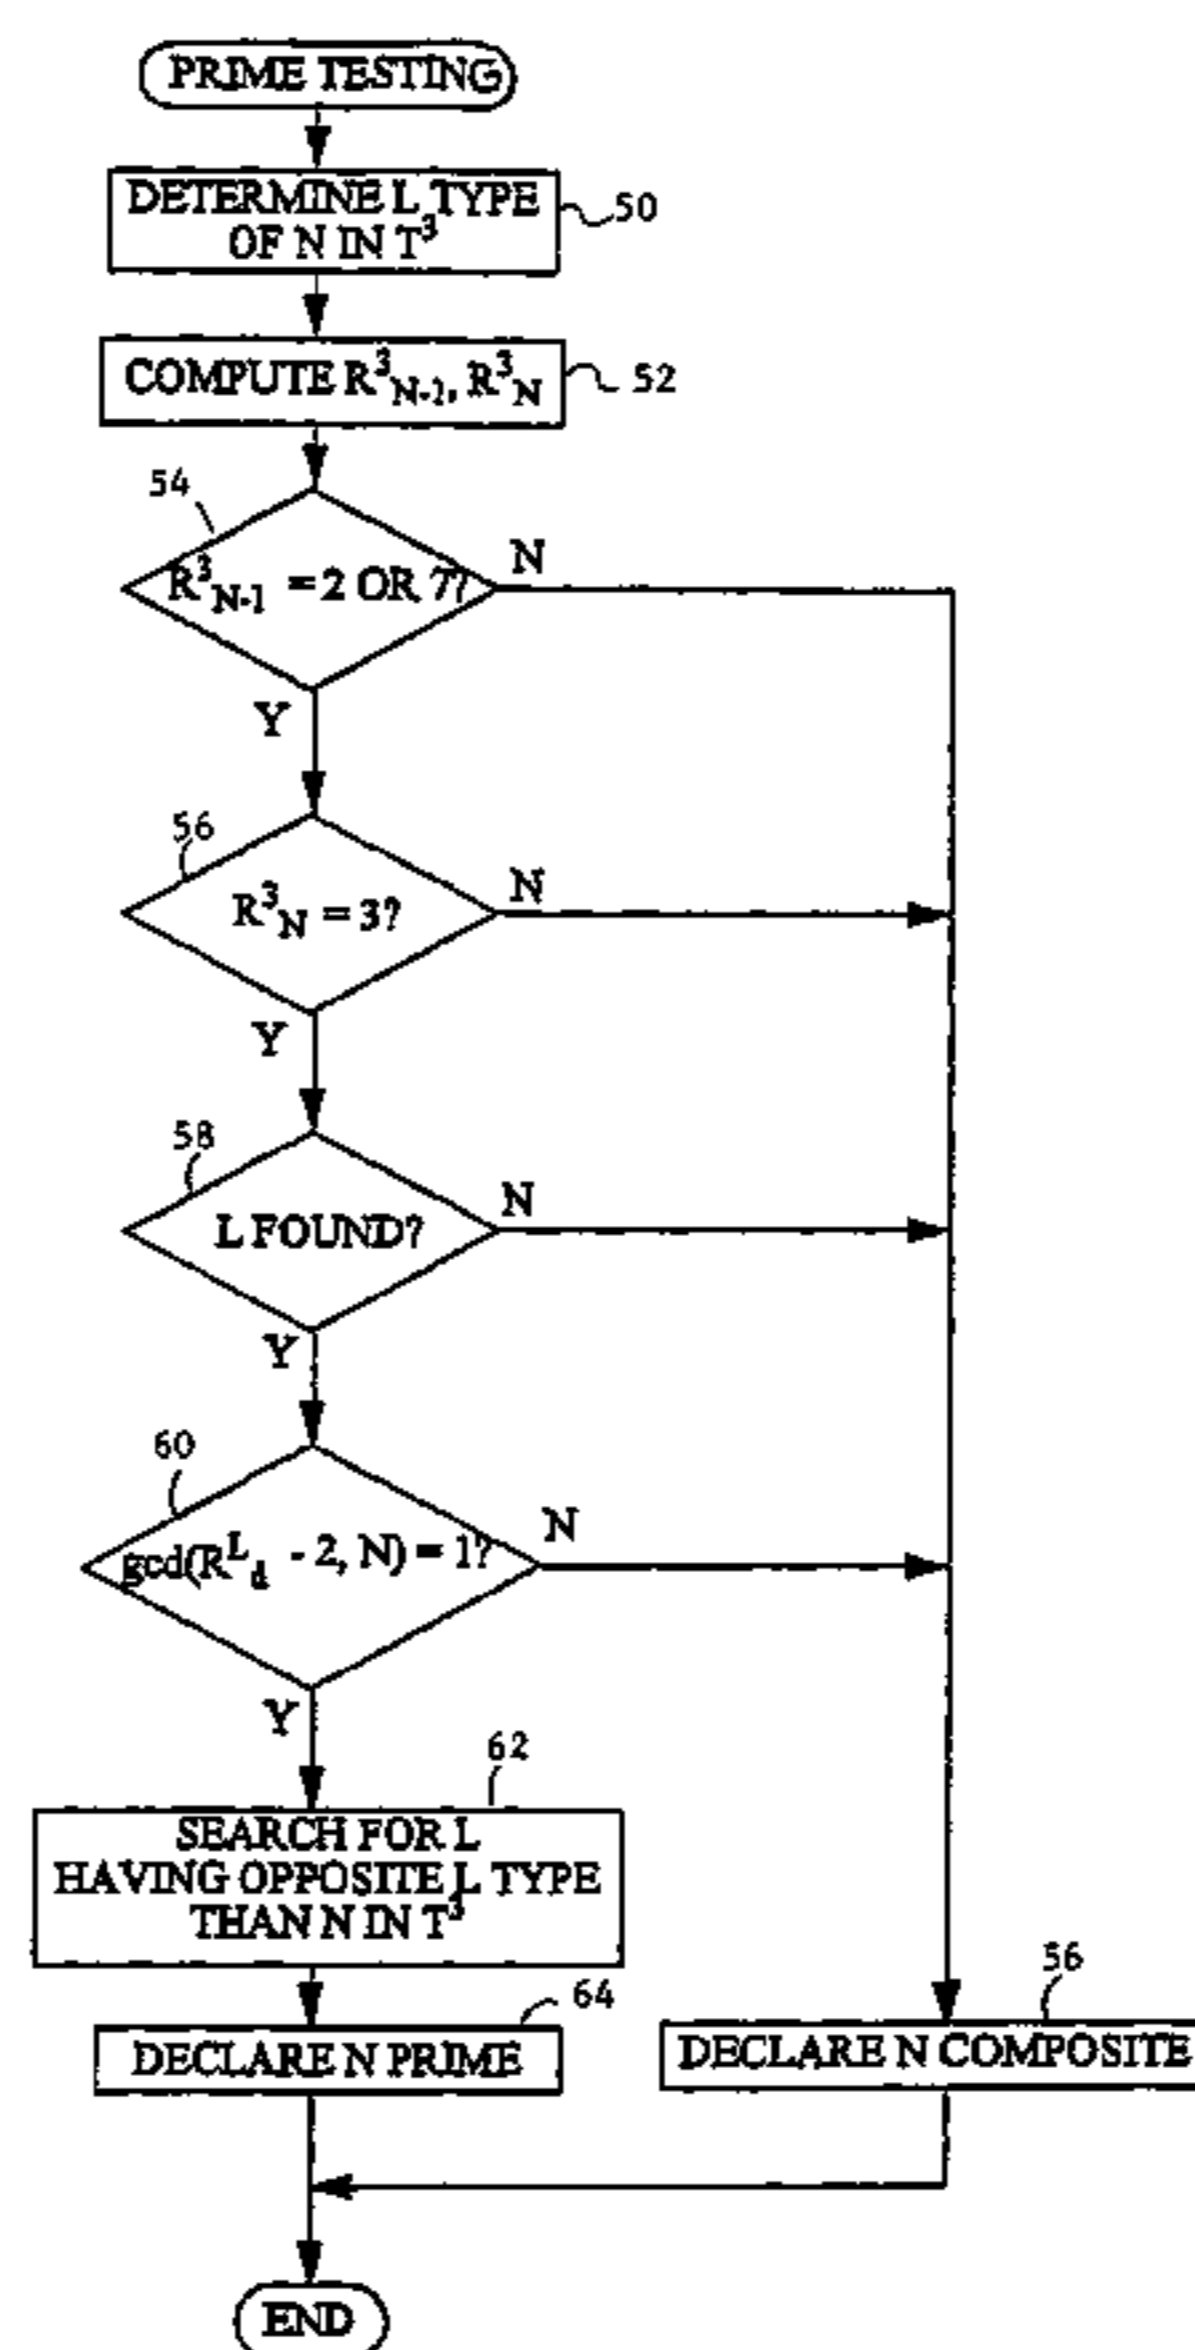 PRIME TESTING
DETERMINE L TYPE
OF N IN T³
50
COMPUTE R³N-1, R³N
52
54
R³N-1 = 2 OR 7?
N
Y
56
R³N = 3?
N
Y
58
L FOUND?
N
Y
60
gcd(RLd - 2, N) = 1?
N
Y
62
SEARCH FOR L
HAVING OPPOSITE L TYPE
THAN N IN T³
64
DECLARE N PRIME
56
DECLARE N COMPOSITE
END